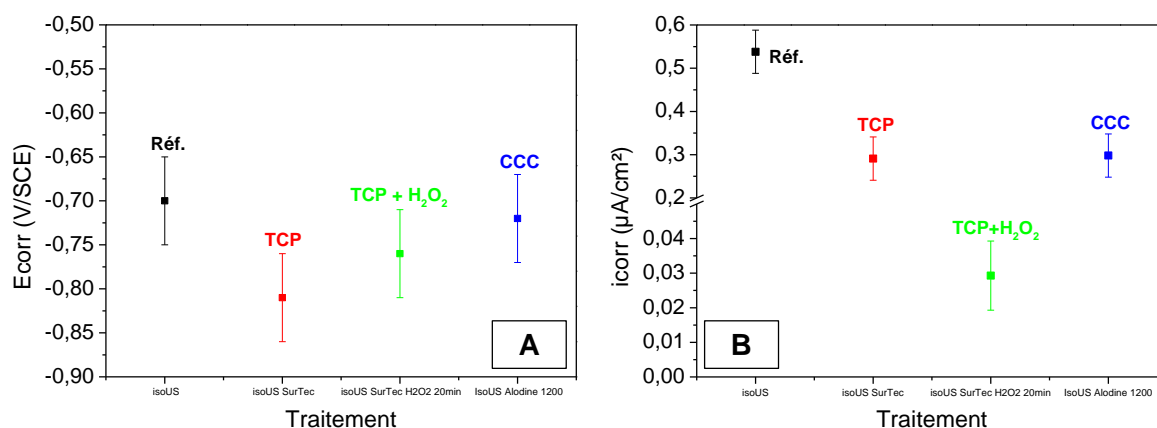 -0,50
-0,55
-0,60
-0,65
-0,70
-0,75
-0,80
-0,85
-0,90
Ecorr (V/SCE)
Réf.
TCP
TCP + H₂O₂
CCC
A
isoUS
isoUS SurTec
isoUS SurTec H2O2 20min
IsoUS Alodine 1200
Traitement
0,6
0,5
0,4
0,3
0,2
0,04
0,03
0,02
0,01
0,00
icorr (µA/cm²)
Réf.
TCP
TCP+H₂O₂
CCC
B
isoUS
isoUS SurTec
isoUS SurTec H2O2 20min
IsoUS Alodine 1200
Traitement